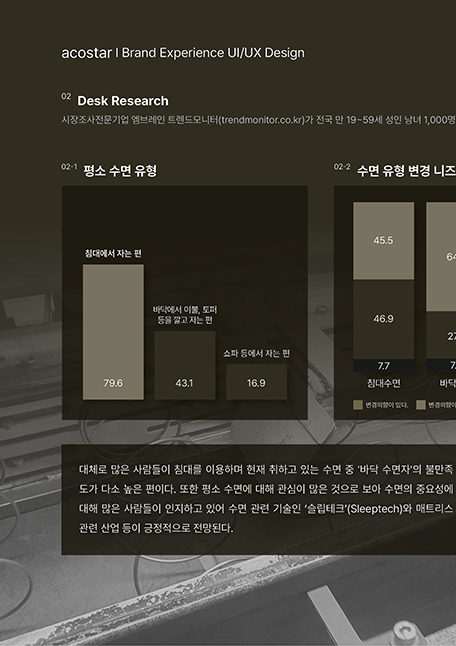 acostar | Brand Experience UI/UX Design
02 Desk Research
시장조사전문기업 엠브레인 트렌드모니터(trendmonitor.co.kr)가 전국 만 19~59세 성인 남녀 1,000명
02-1 평소 수면 유형
02-2 수면 유형 변경 니즈
침대에서 자는 편
79.6
바닥에서 이불, 토퍼
등을 깔고 자는 편
43.1
쇼파 등에서 자는 편
16.9
45.5
46.9
7.7
침대수면
64
27
7.
바닥
변경의향이 있다.
변경의향이
대체로 많은 사람들이 침대를 이용하며 현재 취하고 있는 수면 중 '바닥 수면자'의 불만족
도가 다소 높은 편이다. 또한 평소 수면에 대해 관심이 많은 것으로 보아 수면의 중요성에
대해 많은 사람들이 인지하고 있어 수면 관련 기술인 '슬립테크'(Sleeptech)와 매트리스
관련 산업 등이 긍정적으로 전망된다.